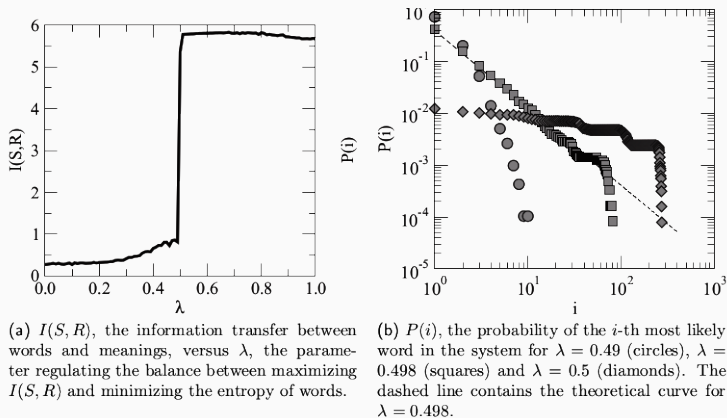 6
5
4
3
2
1
0
I(S,R)
0.0 0.2 0.4 0.6 0.8 1.0
λ
P(i)
10
10^-1
10^-2
10^-3
10^-4
10^-5
P(i)
10^0 10^1 10^2 10^3
i
(a) I(S, R), the information transfer between
words and meanings, versus λ, the parame-
ter regulating the balance between maximizing
I(S, R) and minimizing the entropy of words.
(b) P(i), the probability of the i-th most likely
word in the system for λ = 0.49 (circles), λ =
0.498 (squares) and λ = 0.5 (diamonds). The
dashed line contains the theoretical curve for
λ = 0.498.